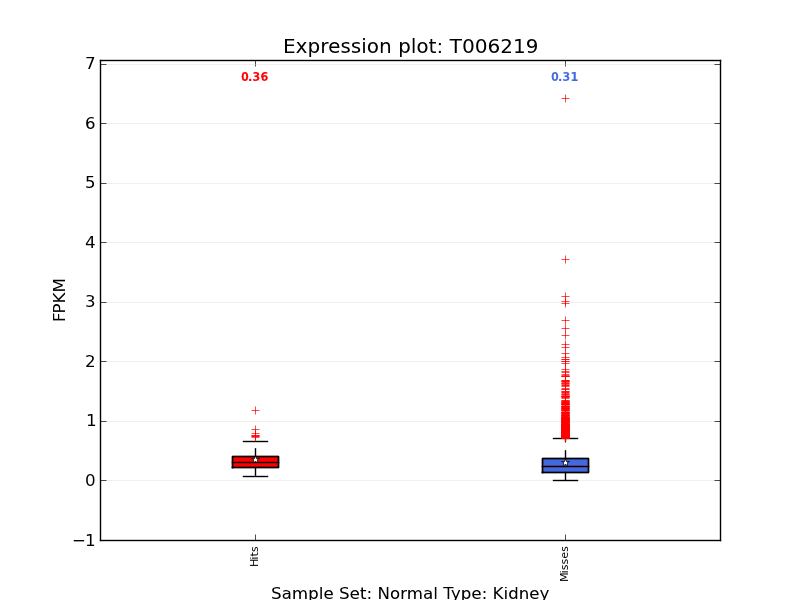 Expression plot: T006219
0.36
0.31
7
6
5
4
3
2
1
0
−1
FPKM
Hits
Misses
Sample Set: Normal Type: Kidney